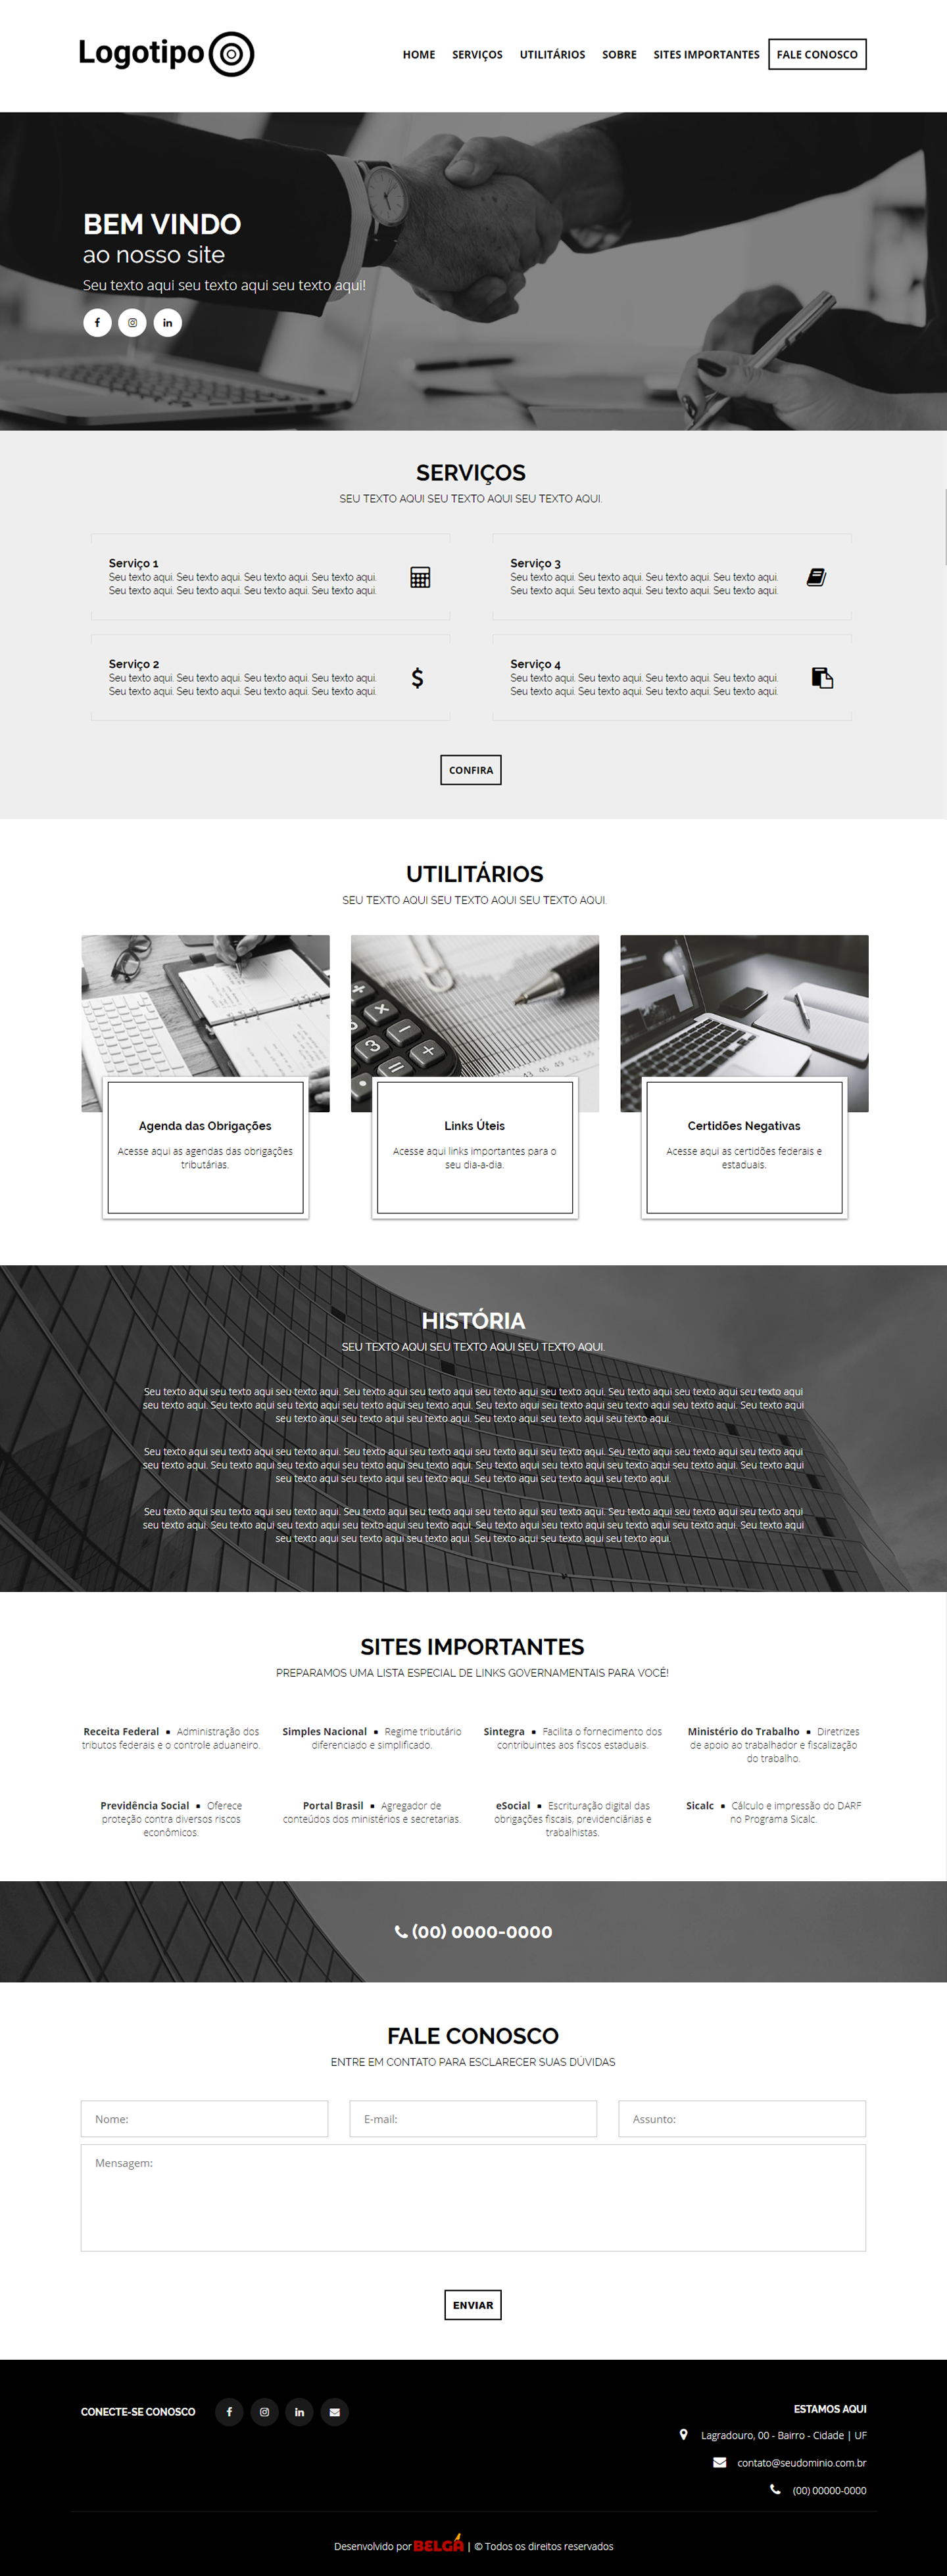 Logotipo
HOME SERVIÇOS UTILITÁRIOS SOBRE SITES IMPORTANTES FALE CONOSCO
BEM VINDO
ao nosso site
Seu texto aqui seu texto aqui seu texto aqui!
SERVIÇOS
SEU TEXTO AQUI SEU TEXTO AQUI SEU TEXTO AQUI.
Serviço 1
Seu texto aqui. Seu texto aqui. Seu texto aqui. Seu texto aqui.
Seu texto aqui. Seu texto aqui. Seu texto aqui. Seu texto aqui.
Serviço 3
Seu texto aqui. Seu texto aqui. Seu texto aqui. Seu texto aqui.
Seu texto aqui. Seu texto aqui. Seu texto aqui. Seu texto aqui.
Serviço 2
Seu texto aqui. Seu texto aqui. Seu texto aqui. Seu texto aqui.
Seu texto aqui. Seu texto aqui. Seu texto aqui. Seu texto aqui.
Serviço 4
Seu texto aqui. Seu texto aqui. Seu texto aqui. Seu texto aqui.
Seu texto aqui. Seu texto aqui. Seu texto aqui. Seu texto aqui.
CONFIRA
UTILITÁRIOS
SEU TEXTO AQUI SEU TEXTO AQUI SEU TEXTO AQUI.
Agenda das Obrigações
Acesse aqui as agendas das obrigações
tributárias.
Links Úteis
Acesse aqui links importantes para o
seu dia-a-dia.
Certidões Negativas
Acesse aqui as certidões federais e
estaduais.
HISTÓRIA
SEU TEXTO AQUI SEU TEXTO AQUI SEU TEXTO AQUI.
Seu texto aqui seu texto aqui seu texto aqui. Seu texto aqui seu texto aqui seu texto aqui seu texto aqui. Seu texto aqui seu texto aqui seu texto aqui
seu texto aqui. Seu texto aqui seu texto aqui seu texto aqui seu texto aqui. Seu texto aqui seu texto aqui seu texto aqui seu texto aqui. Seu texto aqui
seu texto aqui seu texto aqui seu texto aqui. Seu texto aqui seu texto aqui seu texto aqui.
Seu texto aqui seu texto aqui seu texto aqui. Seu texto aqui seu texto aqui seu texto aqui seu texto aqui. Seu texto aqui seu texto aqui seu texto aqui
seu texto aqui. Seu texto aqui seu texto aqui seu texto aqui seu texto aqui. Seu texto aqui seu texto aqui seu texto aqui seu texto aqui. Seu texto aqui
seu texto aqui seu texto aqui seu texto aqui. Seu texto aqui seu texto aqui seu texto aqui.
Seu texto aqui seu texto aqui seu texto aqui. Seu texto aqui seu texto aqui seu texto aqui seu texto aqui. Seu texto aqui seu texto aqui seu texto aqui
seu texto aqui. Seu texto aqui seu texto aqui seu texto aqui seu texto aqui. Seu texto aqui seu texto aqui seu texto aqui seu texto aqui. Seu texto aqui
seu texto aqui seu texto aqui seu texto aqui. Seu texto aqui seu texto aqui seu texto aqui.
SITES IMPORTANTES
PREPARAMOS UMA LISTA ESPECIAL DE LINKS GOVERNAMENTAIS PARA VOCÊ!
Receita Federal ▪ Administração dos
tributos federais e o controle aduaneiro.
Simples Nacional ▪ Regime tributário
diferenciado e simplificado.
Sintegra ▪ Facilita o fornecimento dos
contribuintes aos fiscos estaduais.
Ministério do Trabalho ▪ Diretrizes
de apoio ao trabalhador e fiscalização
do trabalho.
Previdência Social ▪ Oferece
proteção contra diversos riscos
econômicos.
Portal Brasil ▪ Agregador de
conteúdos dos ministérios e secretarias.
eSocial ▪ Escrituração digital das
obrigações fiscais, previdenciárias e
trabalhistas.
Sicalc ▪ Cálculo e impressão do DARF
no Programa Sicalc.
(00) 0000-0000
FALE CONOSCO
ENTRE EM CONTATO PARA ESCLARECER SUAS DÚVIDAS
Nome:
E-mail:
Assunto:
Mensagem:
ENVIAR
CONECTE-SE CONOSCO
ESTAMOS AQUI
Lagradouro, 00 - Bairro - Cidade | UF
contato@seudominio.com.br
(00) 00000-0000
Desenvolvido por BELGA | © Todos os direitos reservados